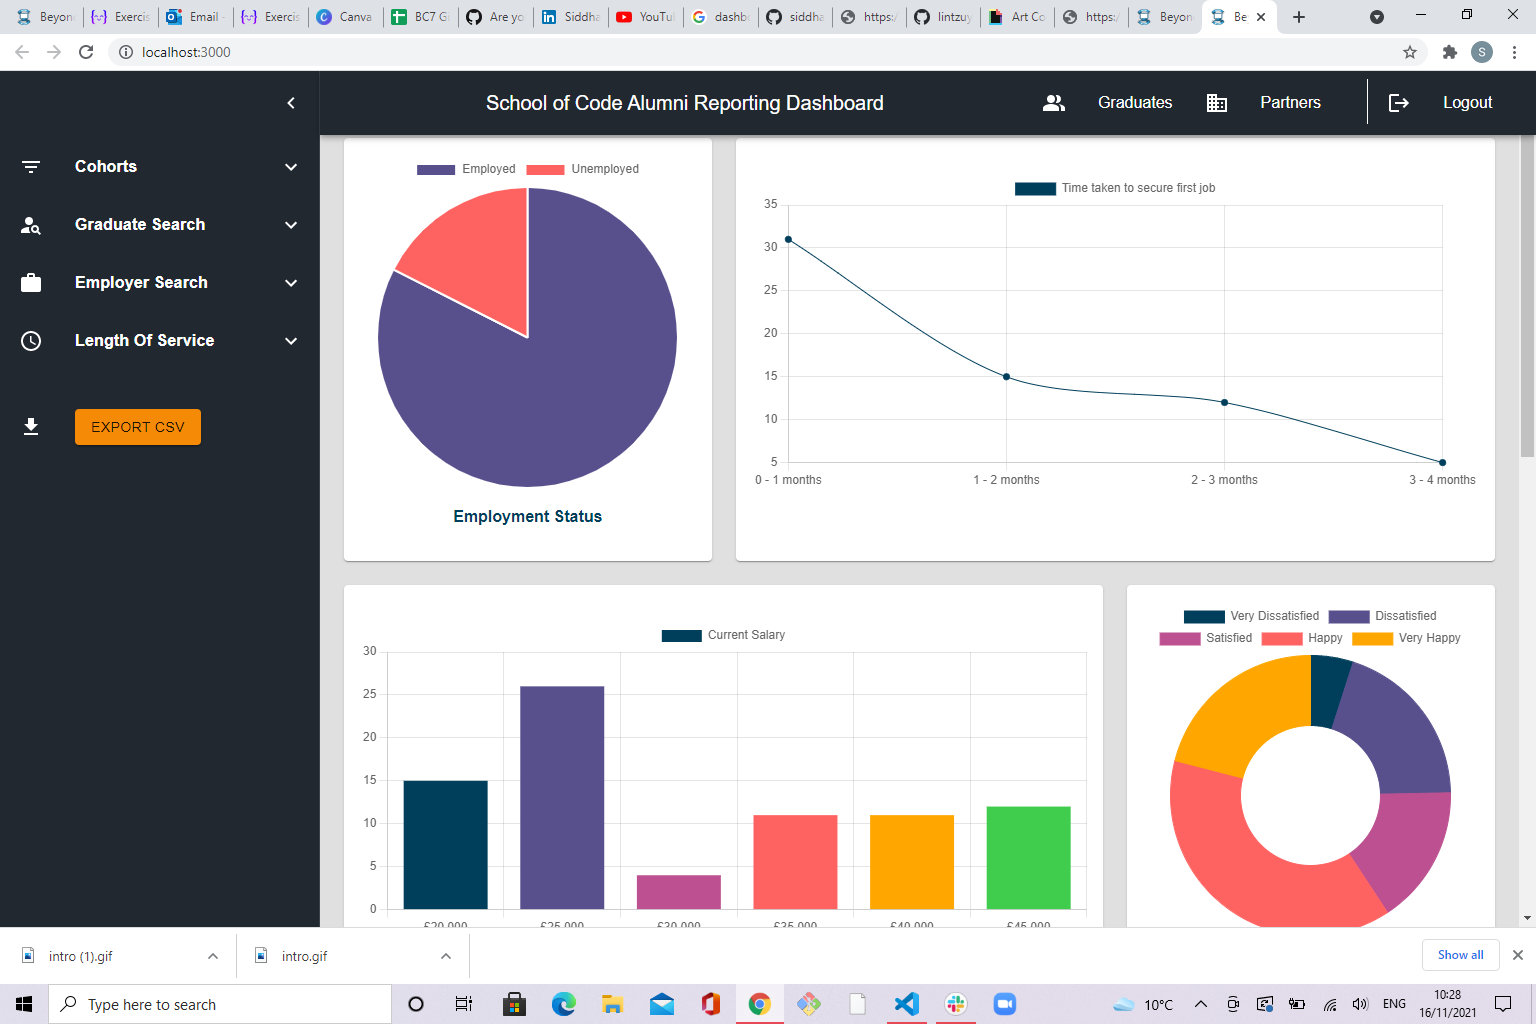 Beyon
Exercis
Email
Exercis
Canva
BC7 G
Are yo
Siddha
YouTu
dashb
siddha
https:/
lintzuy
Art Co
https:/
Beyon
Be
localhost:3000
S
School of Code Alumni Reporting Dashboard
Graduates
Partners
Logout
Cohorts
Graduate Search
Employer Search
Length Of Service
EXPORT CSV
Employed Unemployed
Employment Status
Time taken to secure first job
35
30
25
20
15
10
5
0 - 1 months 1 - 2 months 2 - 3 months 3 - 4 months
Current Salary
30
25
20
15
10
5
0
£20,000 £25,000 £30,000 £35,000 £40,000 £45,000
Very Dissatisfied Dissatisfied
Satisfied Happy Very Happy
intro (1).gif
intro.gif
Show all
Type here to search
10°C
ENG
10:28
16/11/2021